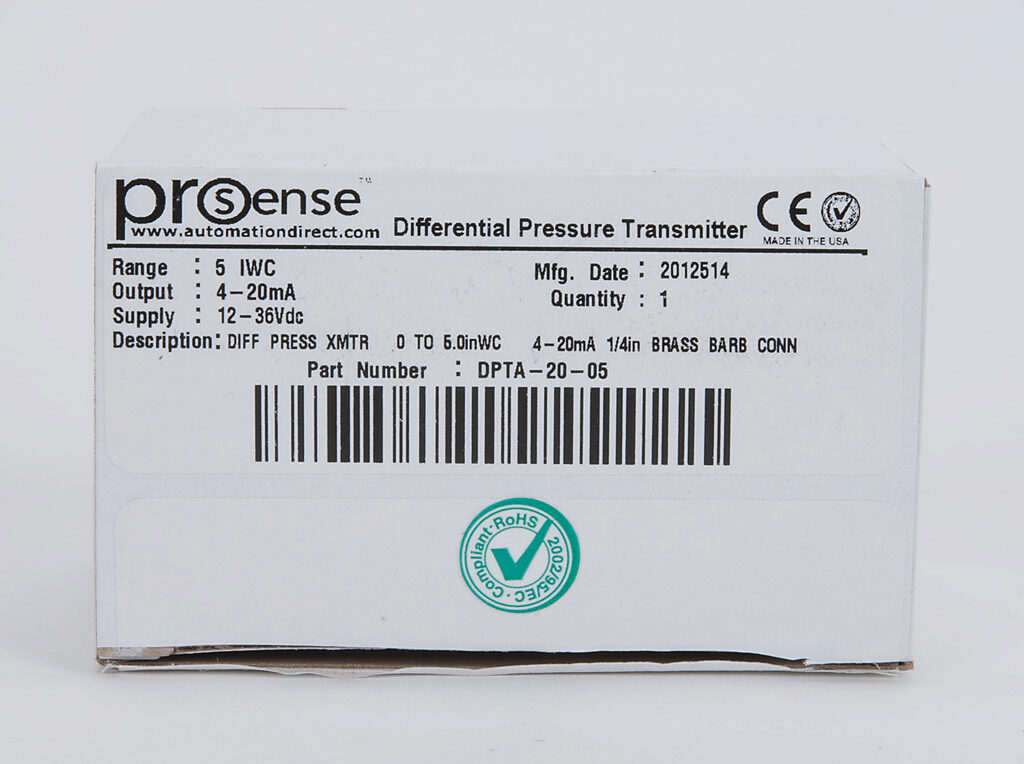 prosense™
www.automationdirect.com
Differential Pressure Transmitter
CE
MADE IN THE USA
Range : 5 IWC
Mfg. Date : 2012514
Output : 4-20mA
Quantity : 1
Supply : 12-36Vdc
Description: DIFF PRESS XMTR 0 TO 5.0inWC 4-20mA 1/4in BRASS BARB CONN
Part Number : DPTA-20-05
Compliant·RoHS
2002/95/EC·